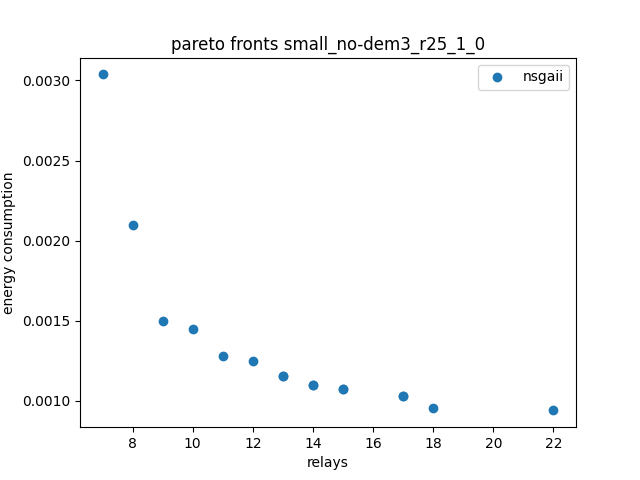 pareto fronts small_no-dem3_r25_1_0
nsgaii
0.0030
0.0025
0.0020
0.0015
0.0010
energy consumption
8 10 12 14 16 18 20 22
relays